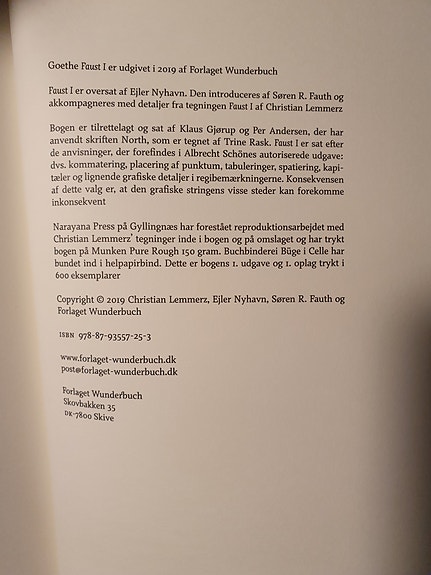 Goethe Faust I er udgivet i 2019 af Forlaget Wunderbuch
Faust I er oversat af Ejler Nyhavn. Den introduceres af Søren R. Fauth og
akkompagneres med detaljer fra tegningen Faust I af Christian Lemmerz
Bogen er tilrettelagt og sat af Klaus Gjørup og Per Andersen, der har
anvendt skriften North, som er tegnet af Trine Rask. Faust I er sat efter
de anvisninger, der forefindes i Albrecht Schönes autoriserede udgave:
dvs. kommatering, placering af punktum, tabuleringer, spatiering, kapi-
tæler og lignende grafiske detaljer i regibemærkningerne. Konsekvensen
af dette valg er, at den grafiske stringens visse steder kan forekomme
inkonsekvent
Narayana Press på Gyllingnæs har forestået reproduktionsarbejdet med
Christian Lemmerz' tegninger inde i bogen og på omslaget og har trykt
bogen på Munken Pure Rough 150 gram. Buchbinderei Büge i Celle har
bundet ind i helpapirbind. Dette er bogens 1. udgave og 1. oplag trykt i
600 eksemplarer
Copyright © 2019 Christian Lemmerz, Ejler Nyhavn, Søren R. Fauth og
Forlaget Wunderbuch
ISBN 978-87-93557-25-3
www.forlaget-wunderbuch.dk
post@forlaget-wunderbuch.dk
Forlaget Wunderbuch
Skovbakken 35
DK-7800 Skive